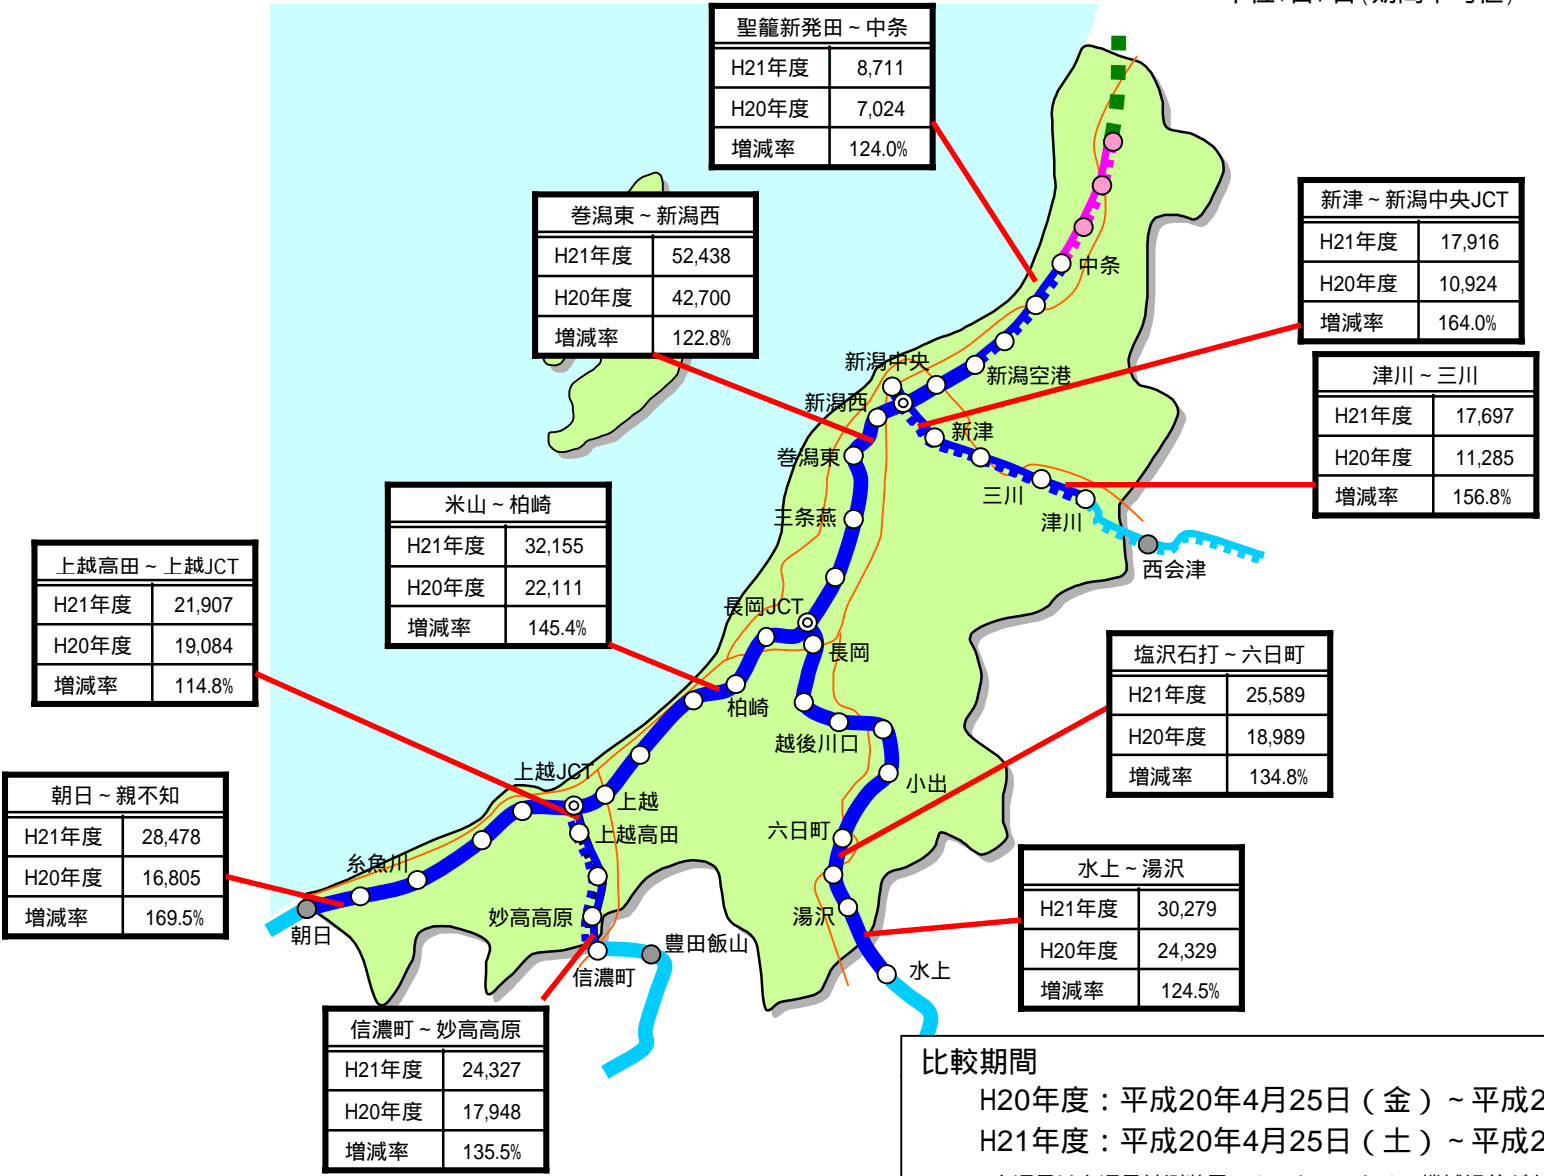 聖籠新発田～中条
H21年度 8,711
H20年度 7,024
増減率 124.0%
巻潟東～新潟西
H21年度 52,438
H20年度 42,700
増減率 122.8%
新津～新潟中央JCT
H21年度 17,916
H20年度 10,924
増減率 164.0%
津川～三川
H21年度 17,697
H20年度 11,285
増減率 156.8%
米山～柏崎
H21年度 32,155
H20年度 22,111
増減率 145.4%
上越高田～上越JCT
H21年度 21,907
H20年度 19,084
増減率 114.8%
塩沢石打～六日町
H21年度 25,589
H20年度 18,989
増減率 134.8%
朝日～親不知
H21年度 28,478
H20年度 16,805
増減率 169.5%
水上～湯沢
H21年度 30,279
H20年度 24,329
増減率 124.5%
信濃町～妙高高原
H21年度 24,327
H20年度 17,948
増減率 135.5%
中条
新潟中央
新潟空港
新潟西
新津
巻潟東
三川
津川
三条燕
西会津
長岡JCT
長岡
柏崎
越後川口
上越JCT
上越
小出
上越高田
六日町
糸魚川
湯沢
妙高高原
朝日
豊田飯山
信濃町
水上
比較期間
H20年度：平成20年4月25日（金）～平成2
H21年度：平成20年4月25日（土）～平成2